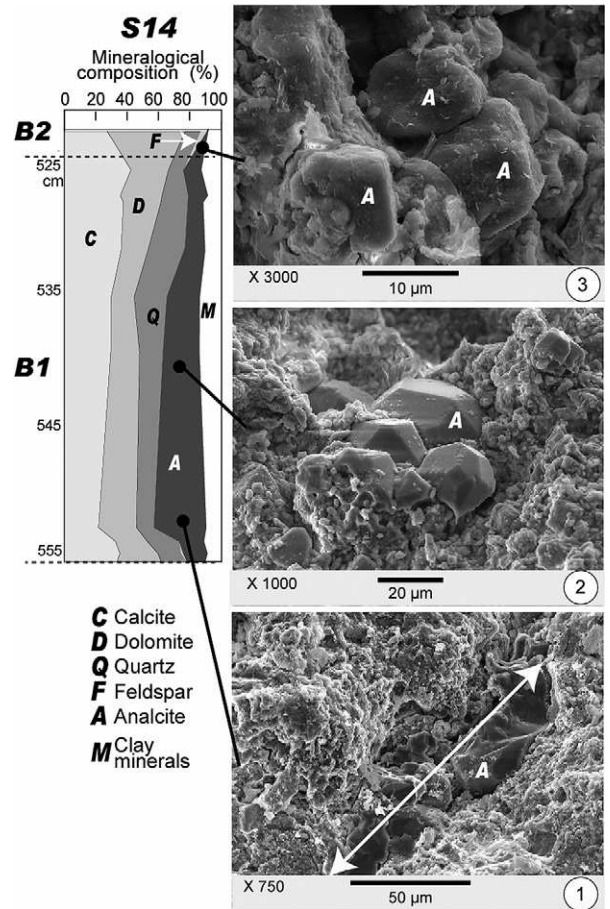 S14
Mineralogical
composition (%)
0 20 40 60 80 100
B2
F
525
cm
D
C
535
Q
M
B1
545
A
555
C Calcite
D Dolomite
Q Quartz
F Feldspar
A Analcite
M Clay
minerals
A
A
A
X 3000
10 µm
3
A
X 1000
20 µm
2
A
X 750
50 µm
1